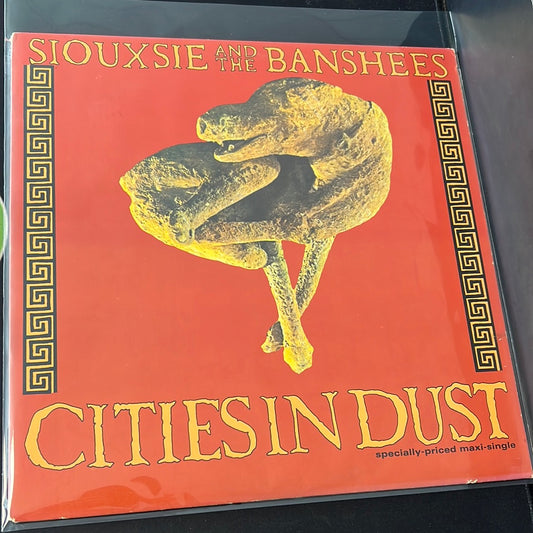 SIOUXSIE AND THE BANSHEES
CITIES IN DUST
specially-priced maxi-single